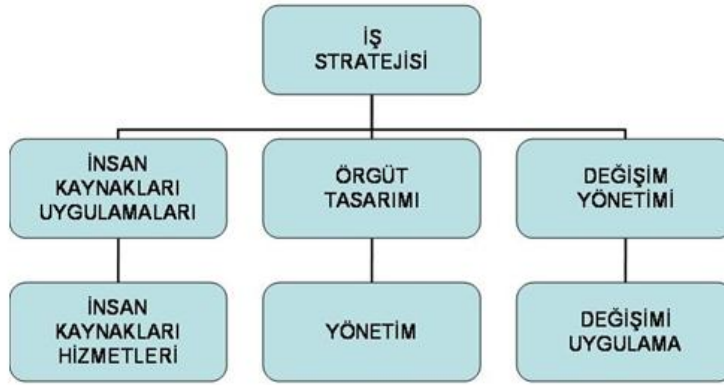 İŞ
STRATEJİSİ
İNSAN
KAYNAKLARI
UYGULAMALARI
ÖRGÜT
TASARIMI
DEĞİŞİM
YÖNETİMİ
İNSAN
KAYNAKLARI
HİZMETLERİ
YÖNETİM
DEĞİŞİMİ
UYGULAMA